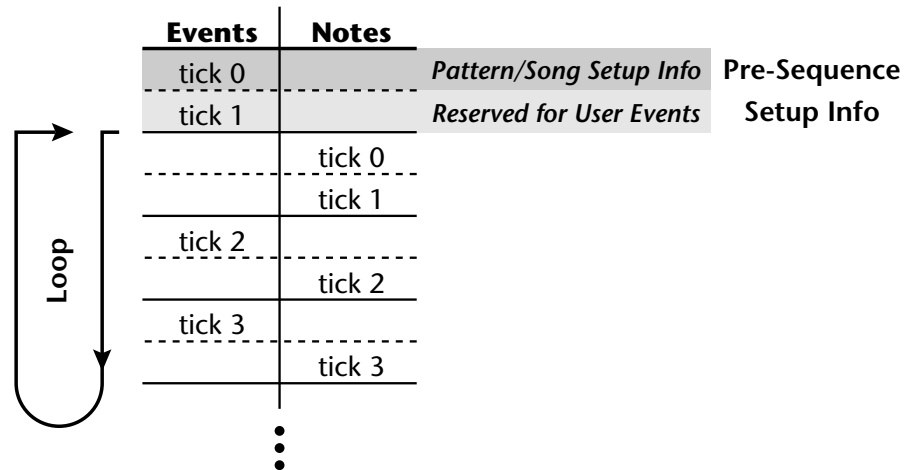 Events Notes
tick 0 Pattern/Song Setup Info Pre-Sequence
tick 1 Reserved for User Events Setup Info
tick 0
tick 1
tick 2
tick 2
tick 3
tick 3
Loop